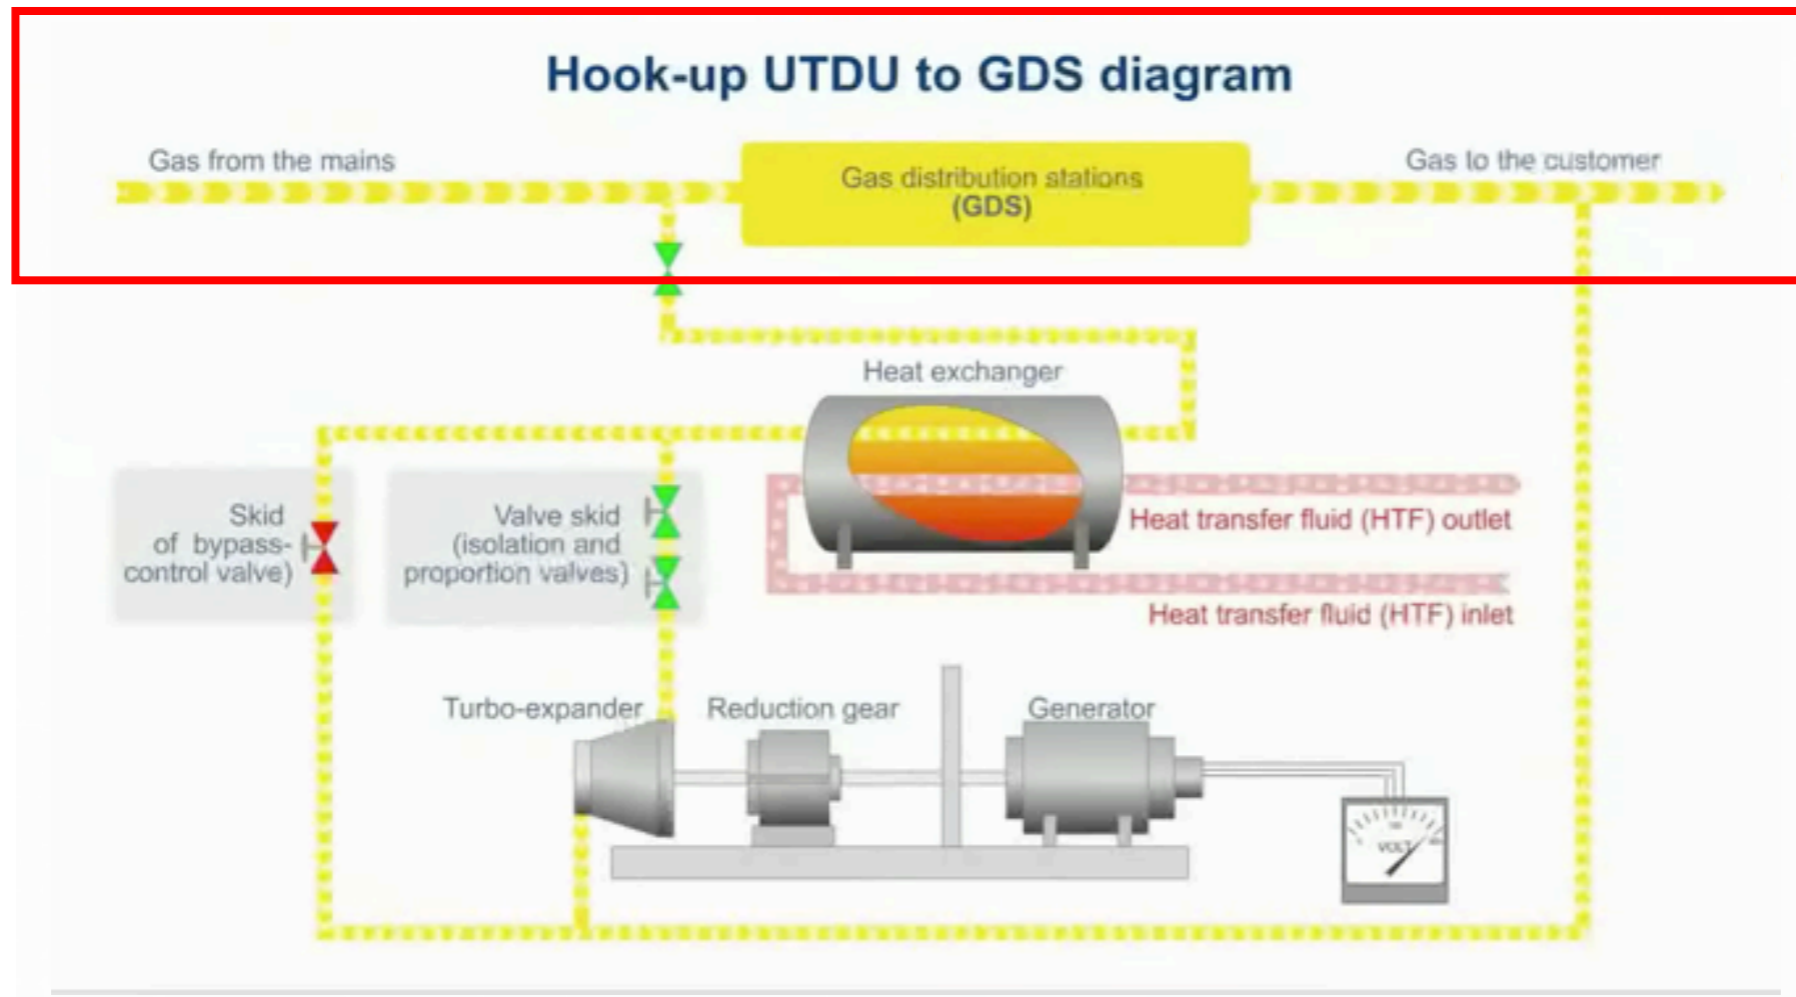 Hook-up UTDU to GDS diagram
Gas from the mains
Gas distribution stations
(GDS)
Gas to the customer
Heat exchanger
Skid
of bypass-
control valve)
Valve skid
(isolation and
proportion valves)
Heat transfer fluid (HTF) outlet
Heat transfer fluid (HTF) inlet
Turbo-expander
Reduction gear
Generator
VOLT